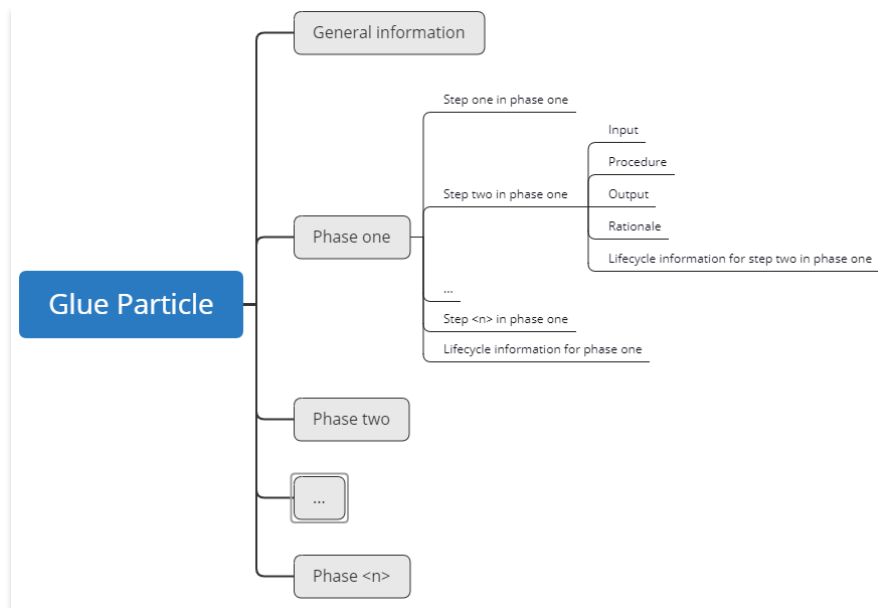 General information
Step one in phase one
Input
Procedure
Step two in phase one
Output
Rationale
Phase one
Lifecycle information for step two in phase one
...
Glue Particle
Step <n> in phase one
Lifecycle information for phase one
Phase two
...
Phase <n>